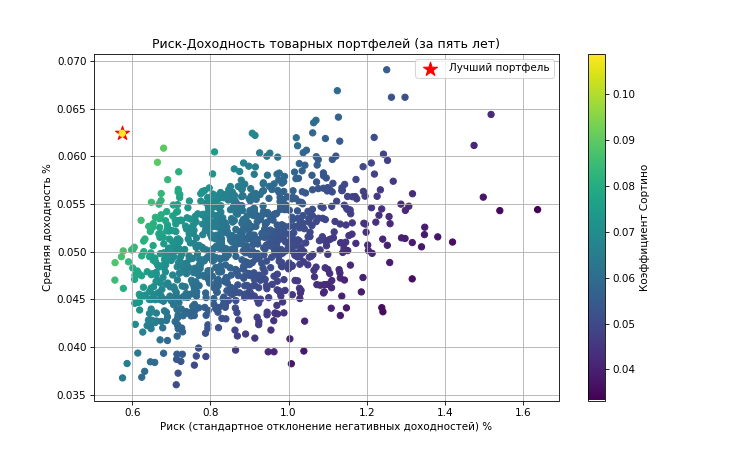 Риск-Доходность товарных портфелей (за пять лет)
Лучший портфель
Средняя доходность %
0.070
0.065
0.060
0.055
0.050
0.045
0.040
0.035
0.6 0.8 1.0 1.2 1.4 1.6
Риск (стандартное отклонение негативных доходностей) %
0.10
0.09
0.08
0.07
0.06
0.05
0.04
Коэффициент Сортино